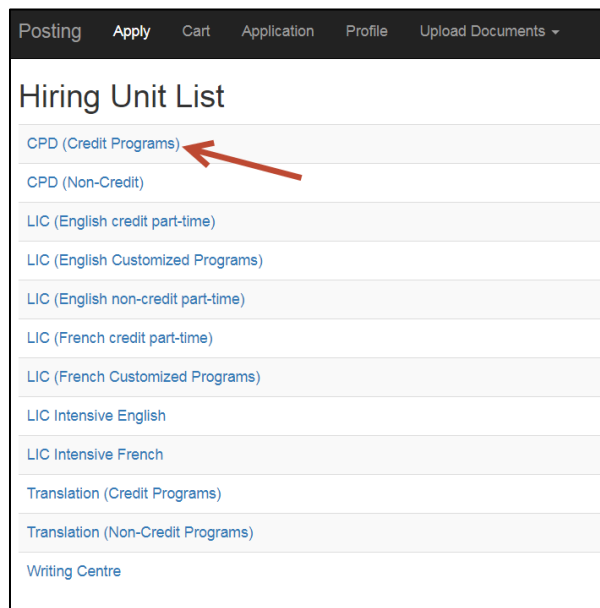 Posting Apply Cart Application Profile Upload Documents
Hiring Unit List
CPD (Credit Programs)
CPD (Non-Credit)
LIC (English credit part-time)
LIC (English Customized Programs)
LIC (English non-credit part-time)
LIC (French credit part-time)
LIC (French Customized Programs)
LIC Intensive English
LIC Intensive French
Translation (Credit Programs)
Translation (Non-Credit Programs)
Writing Centre